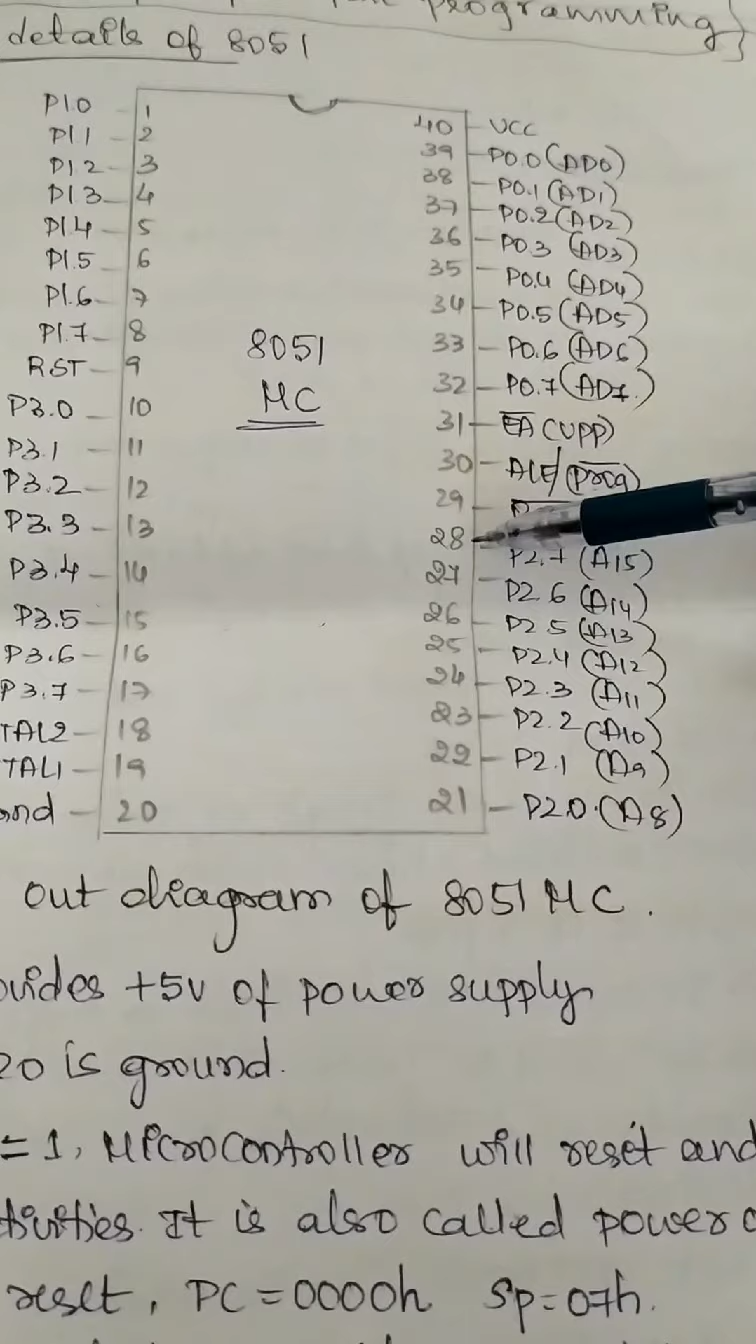 programming}
details of 8051
P1.0 1
P1.1 2
P1.2 3
P1.3 4
P1.4 5
P1.5 6
P1.6 7
P1.7 8
RST 9
P3.0 10
P3.1 11
P3.2 12
P3.3 13
P3.4 14
P3.5 15
P3.6 16
P3.7 17
TAL2 18
TAL1 19
ond 20
8051
MC
40 VCC
39 P0.0 (AD0)
38 P0.1 (AD1)
37 P0.2 (AD2)
36 P0.3 (AD3)
35 P0.4 (AD4)
34 P0.5 (AD5)
33 P0.6 (AD6)
32 P0.7 (AD7)
31 EA (VPP)
30 ALE/(PROG)
29
28 P2.7 (A15)
27 P2.6 (A14)
26 P2.5 (A13)
25 P2.4 (A12)
24 P2.3 (A11)
23 P2.2 (A10)
22 P2.1 (A9)
21 P2.0. (A8)
out diagram of 8051 MC.
ovides +5v of power supply
20 is ground.
= 1, Microcontroller will reset and
tivities. It is also called power o
reset, PC = 0000h SP = 07h.